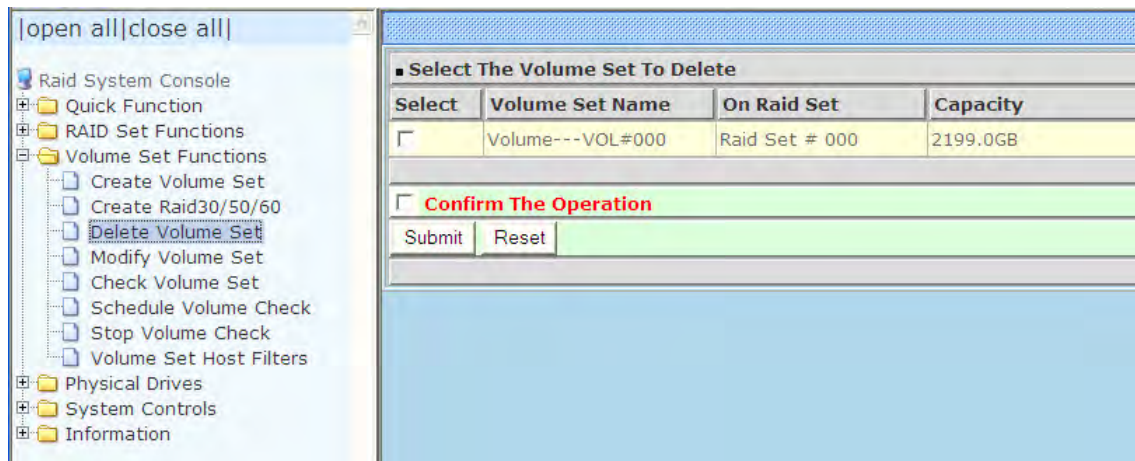 |open all|close all|
Raid System Console
Quick Function
RAID Set Functions
Volume Set Functions
Create Volume Set
Create Raid30/50/60
Delete Volume Set
Modify Volume Set
Check Volume Set
Schedule Volume Check
Stop Volume Check
Volume Set Host Filters
Physical Drives
System Controls
Information
Select The Volume Set To Delete
Select Volume Set Name On Raid Set Capacity
Volume---VOL#000 Raid Set # 000 2199.0GB
Confirm The Operation
Submit Reset